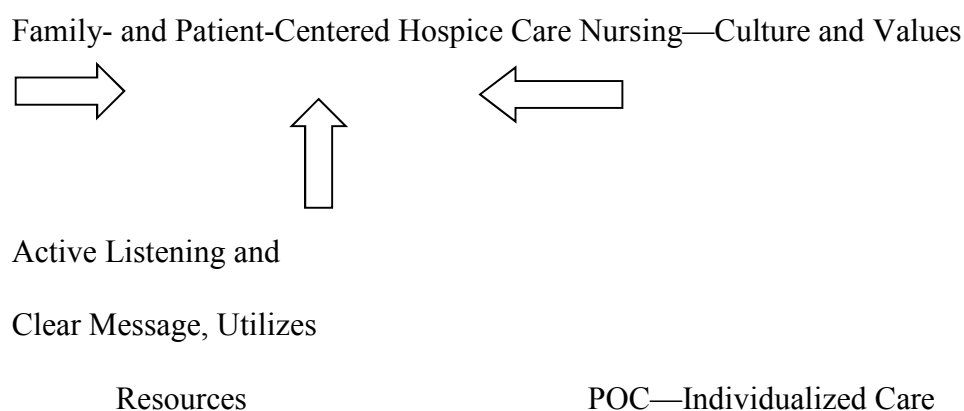 Family- and Patient-Centered Hospice Care Nursing—Culture and Values
Active Listening and
Clear Message, Utilizes
Resources POC—Individualized Care